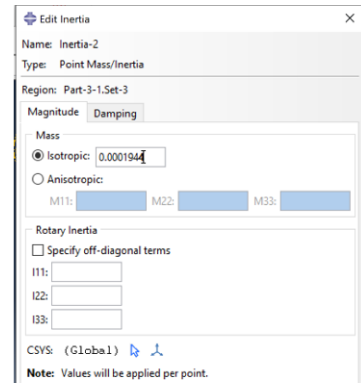 Edit Inertia
Name: Inertia-2
Type: Point Mass/Inertia
Region: Part-3-1.Set-3
Magnitude Damping
Mass
Isotropic: 0.0001944
Anisotropic:
M11: M22: M33:
Rotary Inertia
Specify off-diagonal terms
I11:
I22:
I33:
CSYS: (Global)
Note: Values will be applied per point.